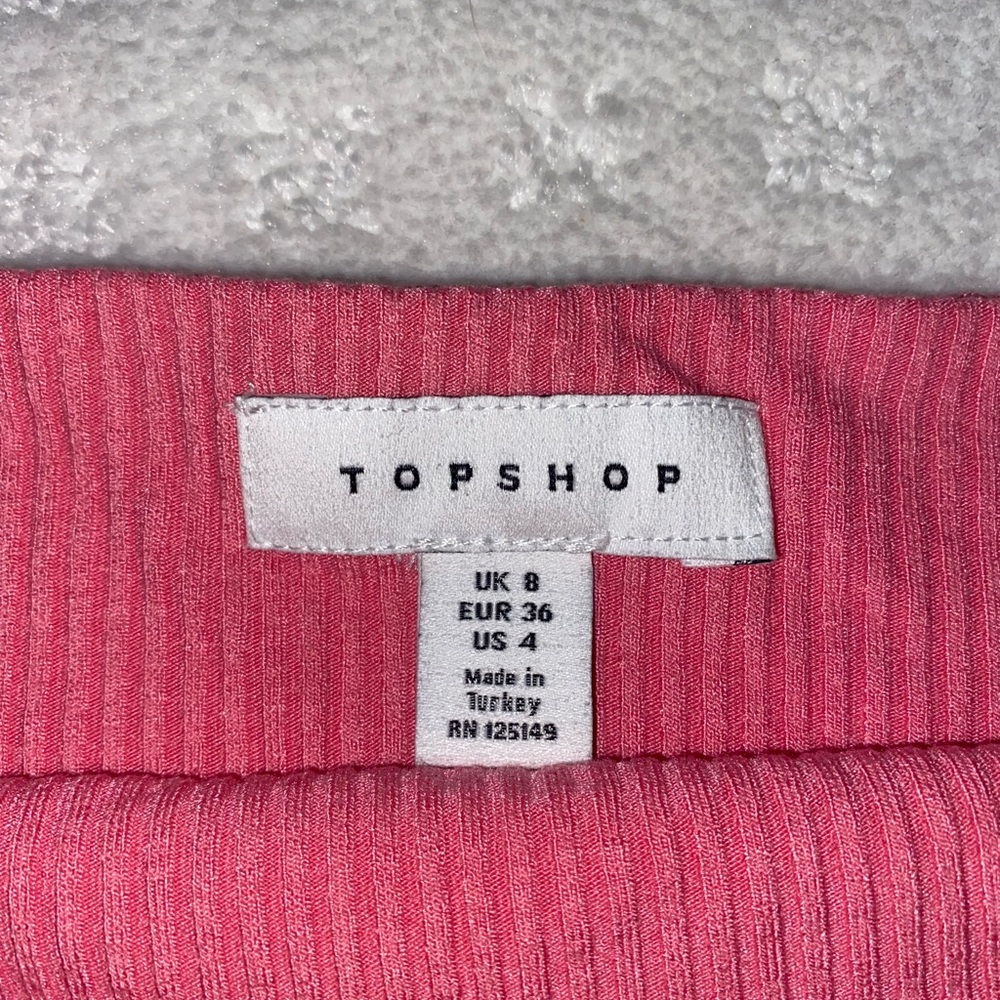 TOPSHOP
UK 8
EUR 36
US 4
Made in
Turkey
RN 125149